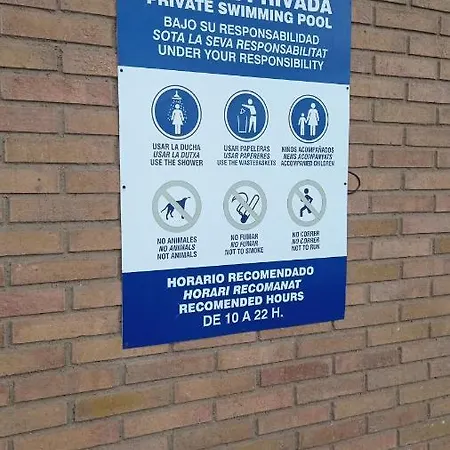 PRIVATE SWIMMING POOL
BAJO SU RESPONSABILIDAD
SOTA LA SEVA RESPONSABILITAT
UNDER YOUR RESPONSIBILITY
USAR LA DUCHA
USAR LA DUTXA
USE THE SHOWER
USAR PAPELERAS
USAR PAPERERES
USE THE WASTEBASKETS
NIÑOS ACOMPAÑADOS
NENS ACOMPANYATS
ACCOMPAINED CHILDREN
NO ANIMALES
NO ANIMALS
NOT ANIMALS
NO FUMAR
NO FUMAR
NOT TO SMOKE
NO CORRER
NO CORRER
NOT TO RUN
HORARIO RECOMENDADO
HORARI RECOMANAT
RECOMENDED HOURS
DE 10 A 22 H.